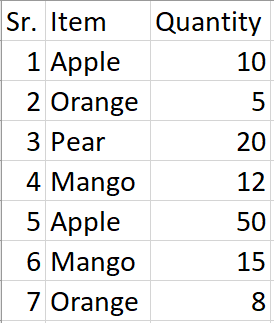 Sr. Item Quantity
1 Apple 10
2 Orange 5
3 Pear 20
4 Mango 12
5 Apple 50
6 Mango 15
7 Orange 8